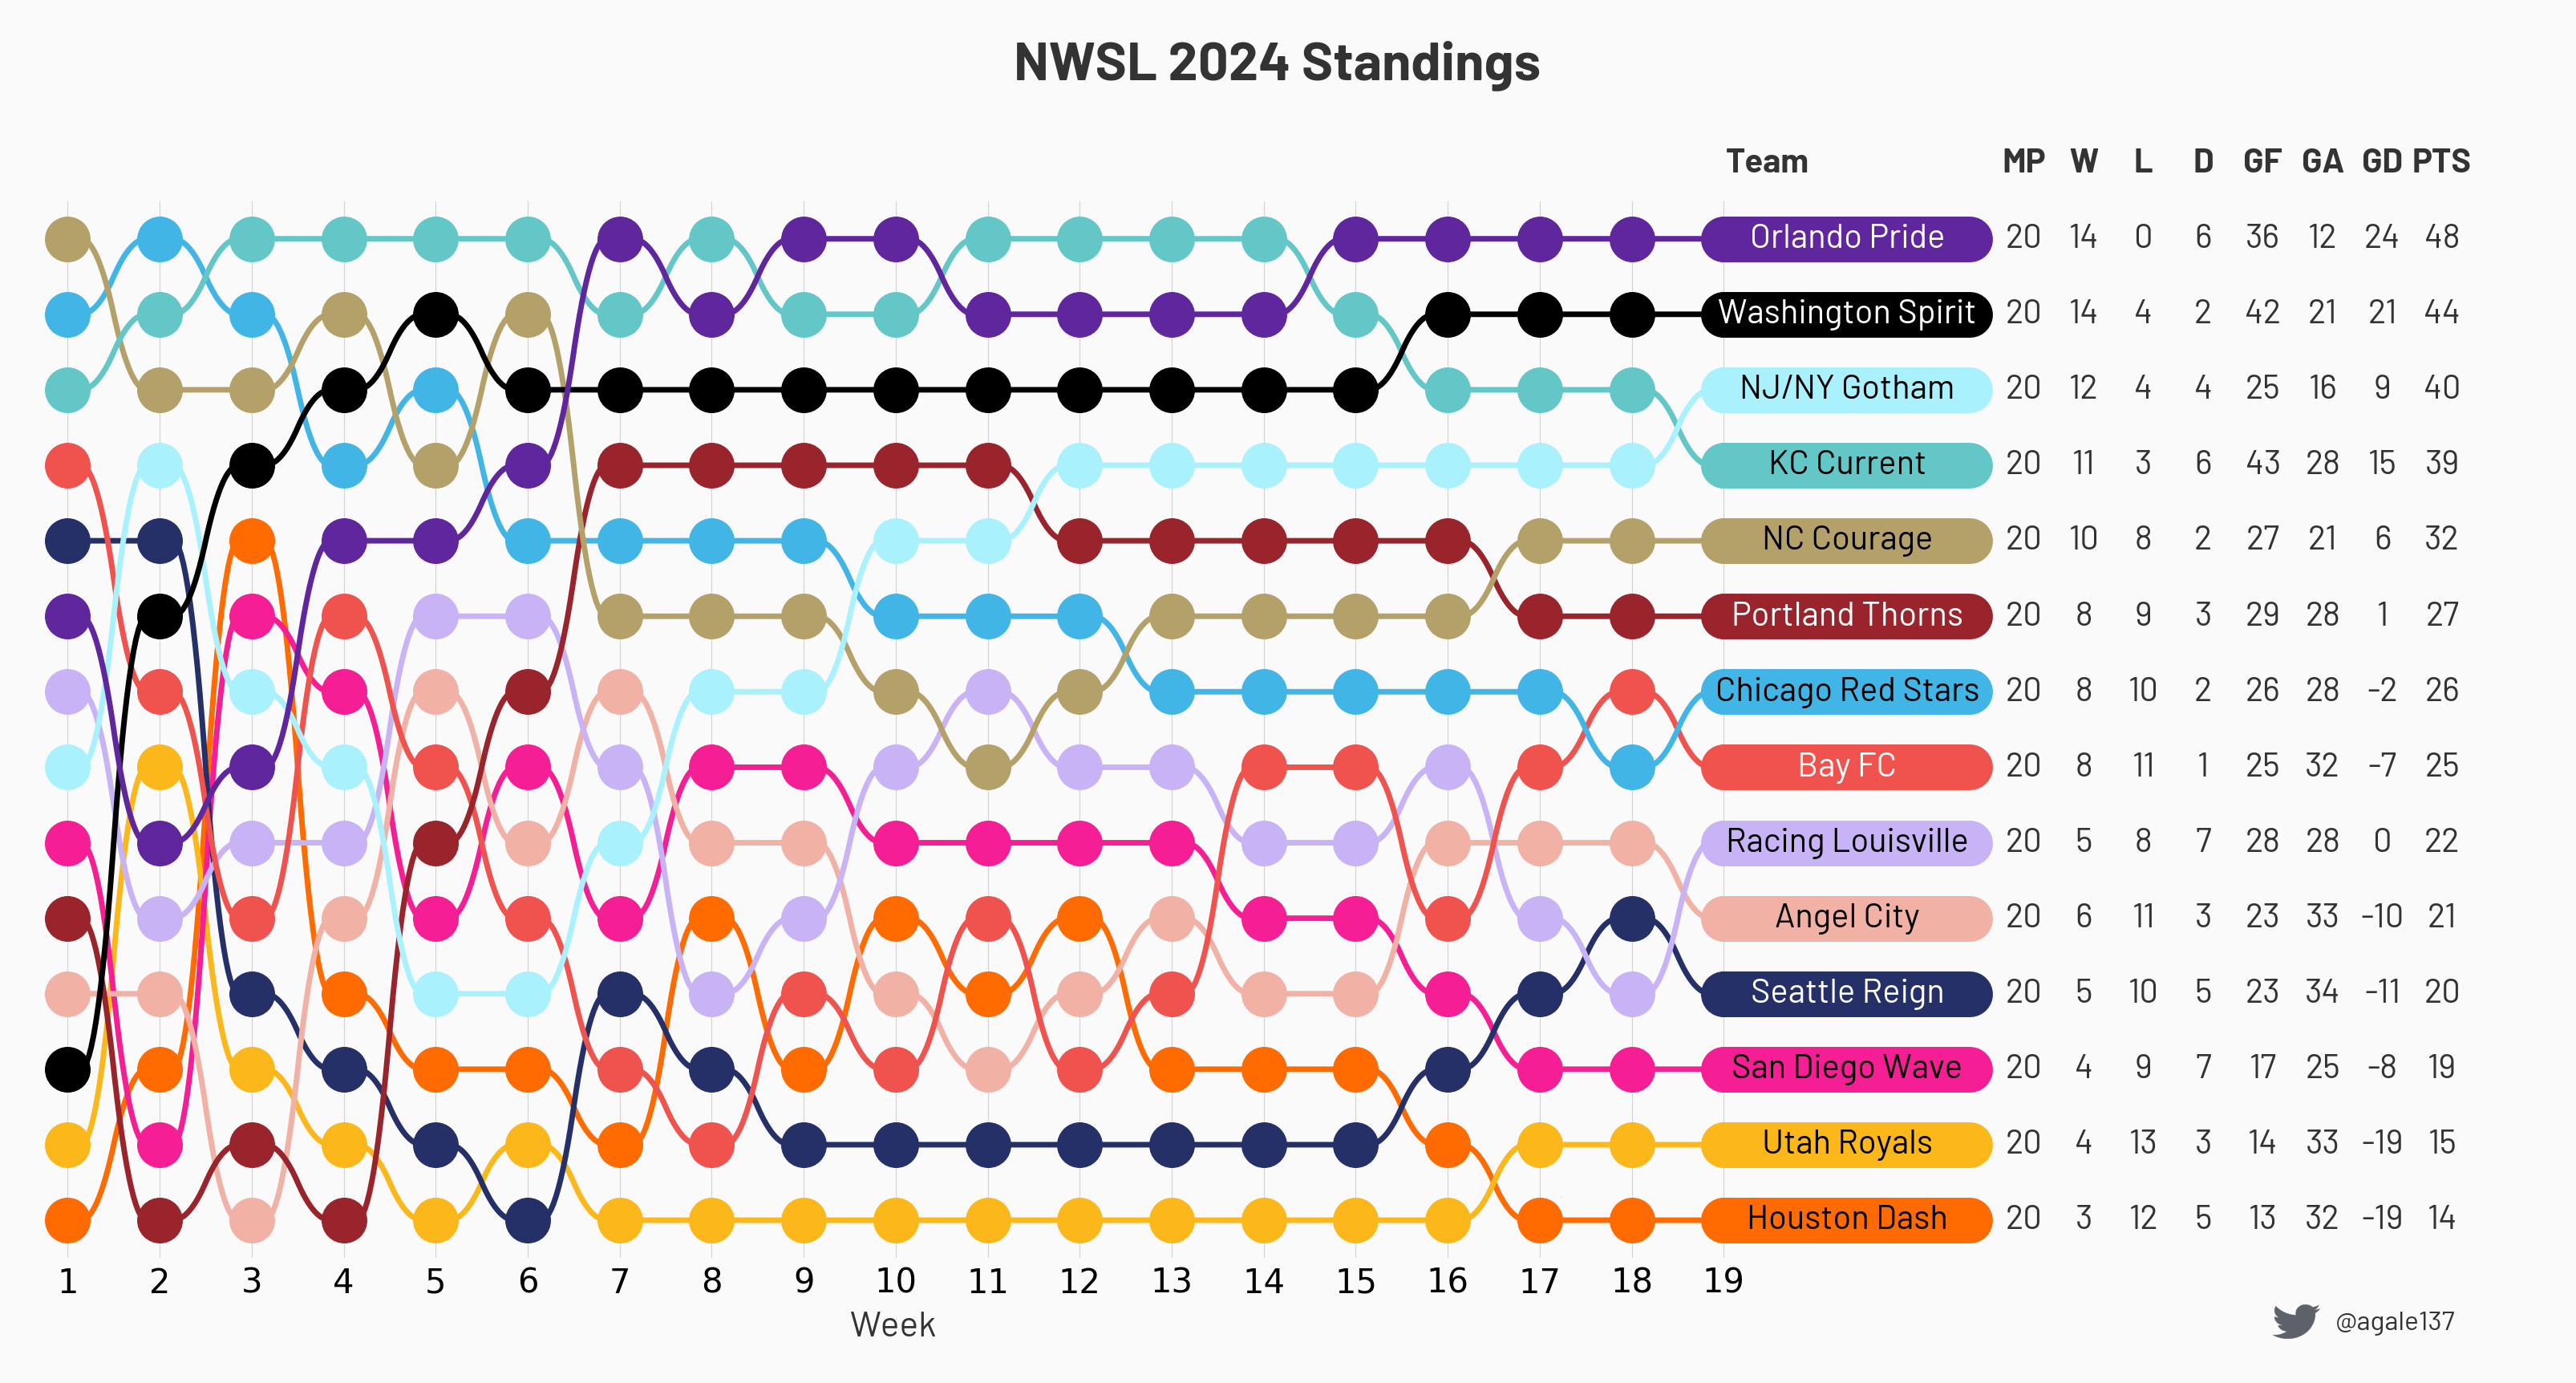 NWSL 2024 Standings
Team MP W L D GF GA GD PTS
Orlando Pride 20 14 0 6 36 12 24 48
Washington Spirit 20 14 4 2 42 21 21 44
NJ/NY Gotham 20 12 4 4 25 16 9 40
KC Current 20 11 3 6 43 28 15 39
NC Courage 20 10 8 2 27 21 6 32
Portland Thorns 20 8 9 3 29 28 1 27
Chicago Red Stars 20 8 10 2 26 28 -2 26
Bay FC 20 8 11 1 25 32 -7 25
Racing Louisville 20 5 8 7 28 28 0 22
Angel City 20 6 11 3 23 33 -10 21
Seattle Reign 20 5 10 5 23 34 -11 20
San Diego Wave 20 4 9 7 17 25 -8 19
Utah Royals 20 4 13 3 14 33 -19 15
Houston Dash 20 3 12 5 13 32 -19 14
1 2 3 4 5 6 7 8 9 10 11 12 13 14 15 16 17 18 19
Week
@agale137